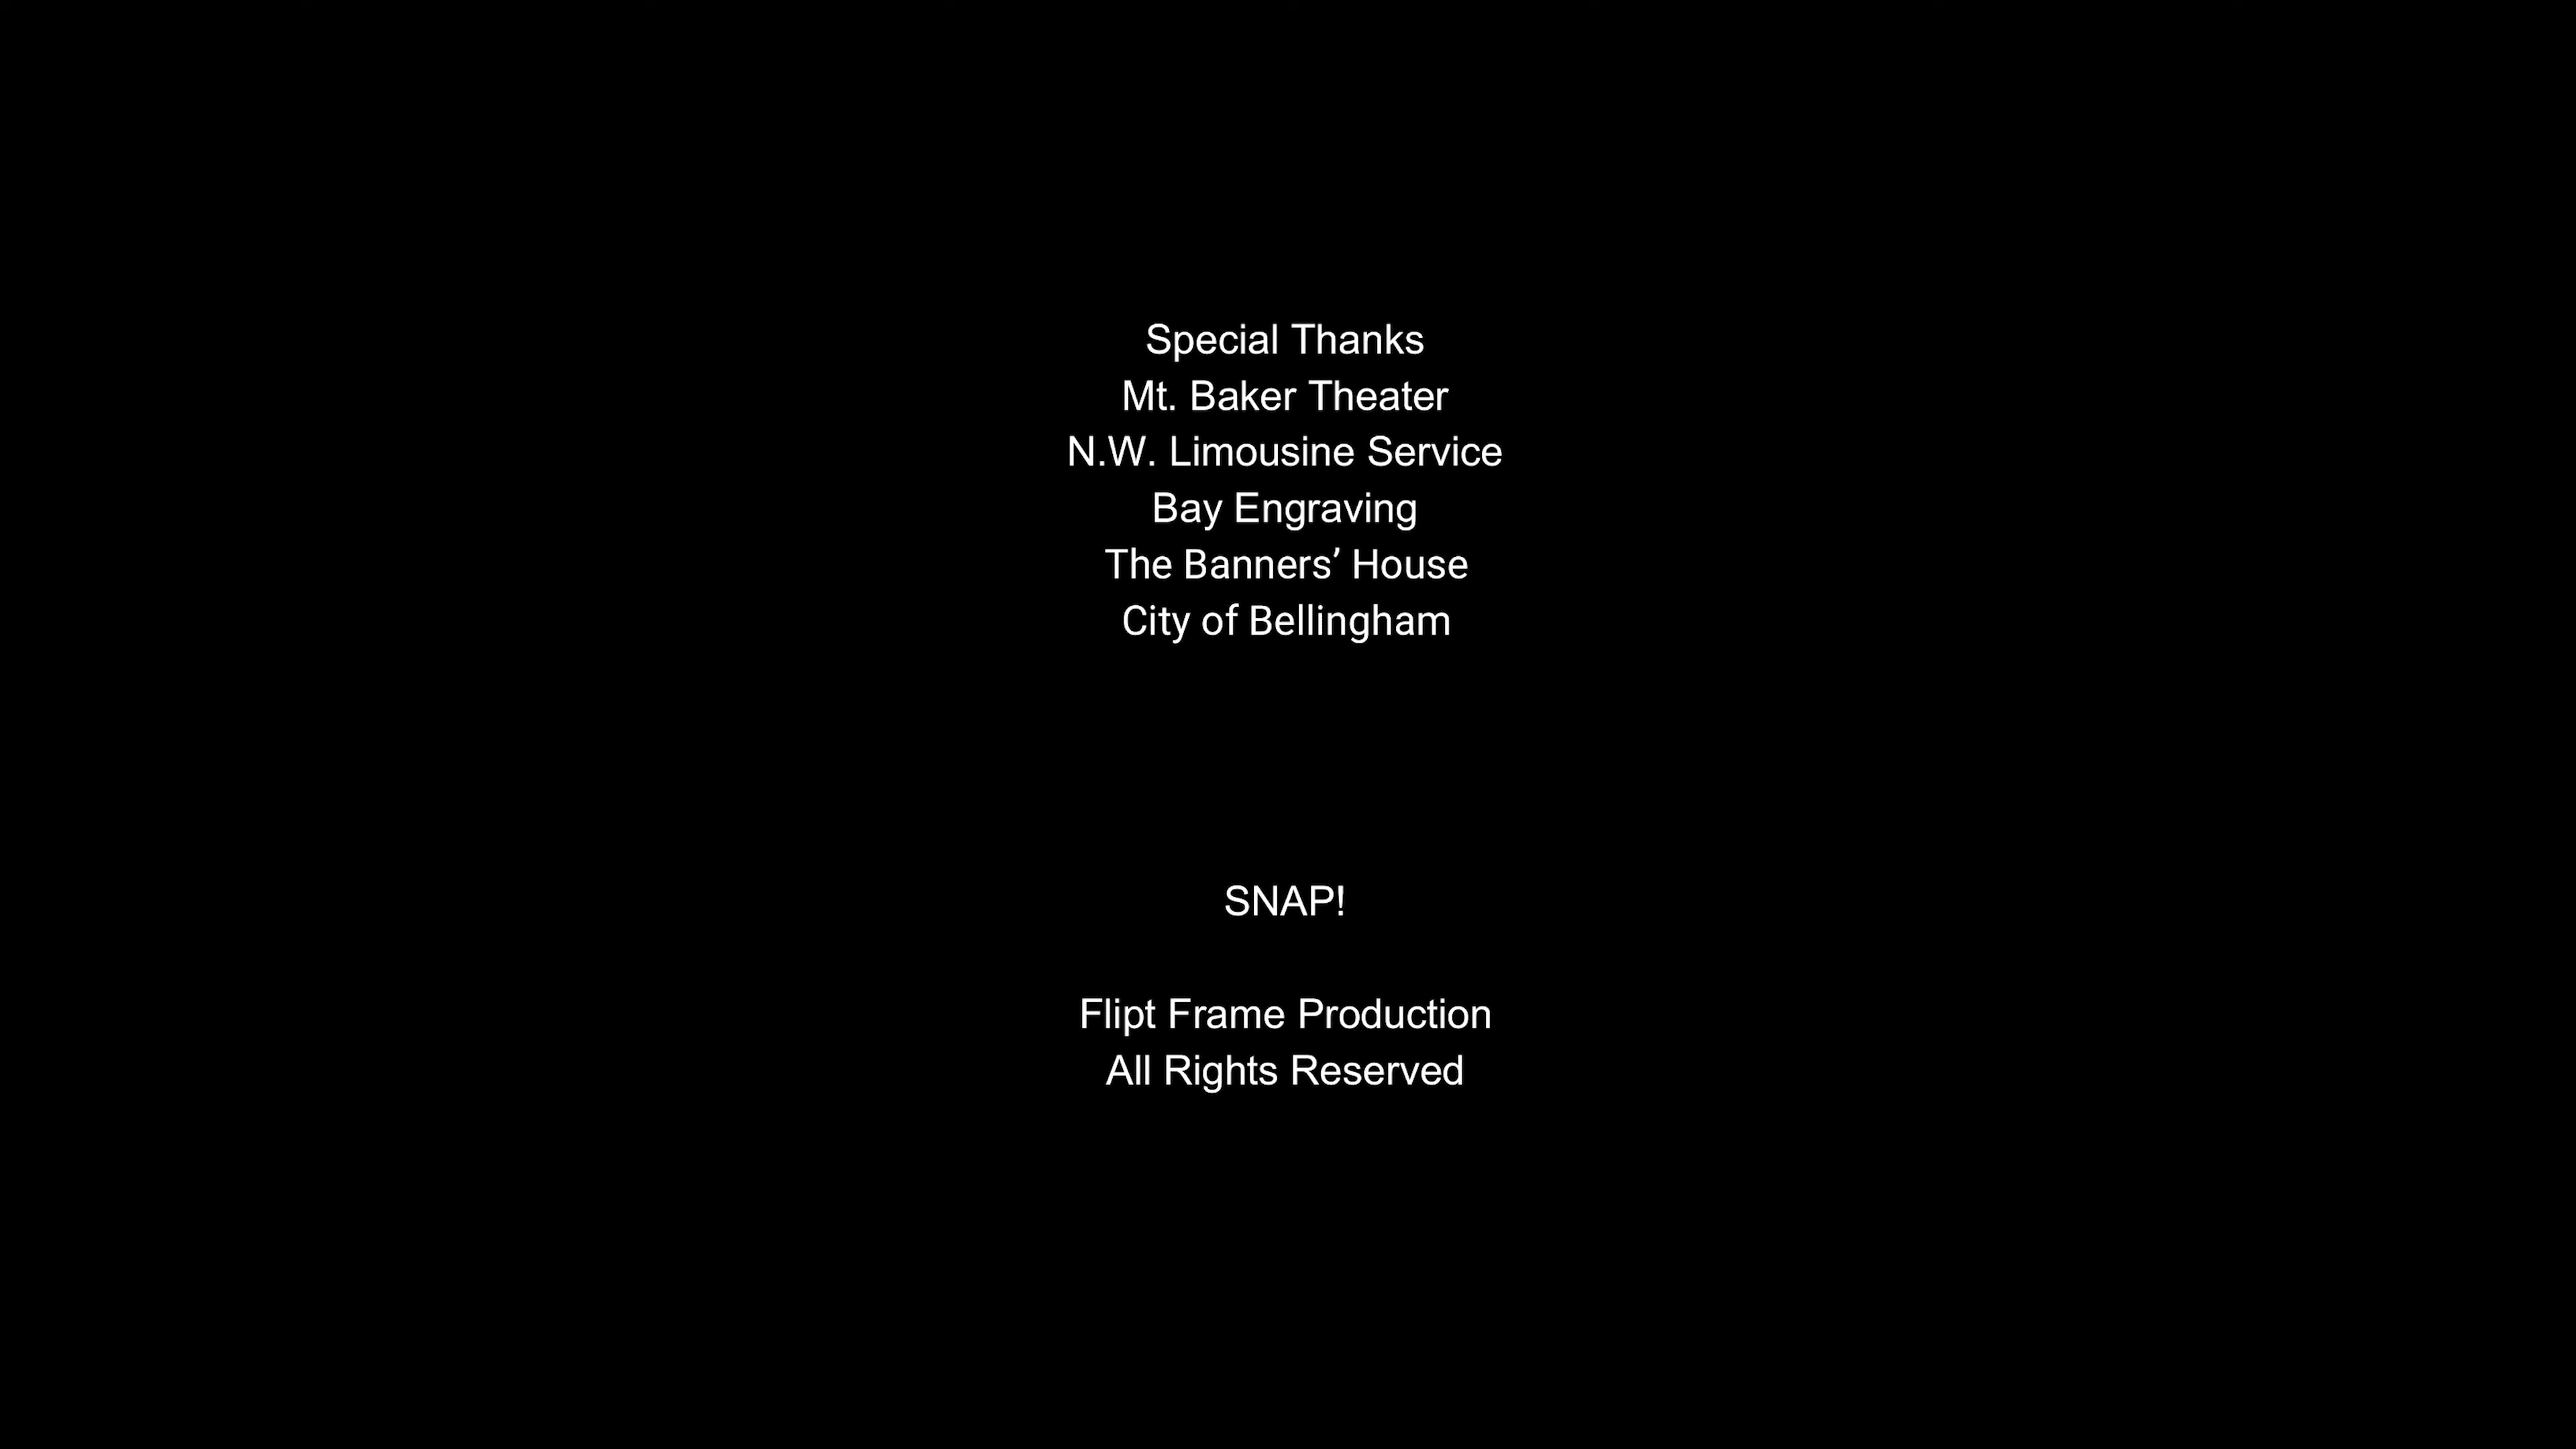 Special Thanks
Mt. Baker Theater
N.W. Limousine Service
Bay Engraving
The Banners’ House
City of Bellingham
SNAP!
Flipt Frame Production
All Rights Reserved